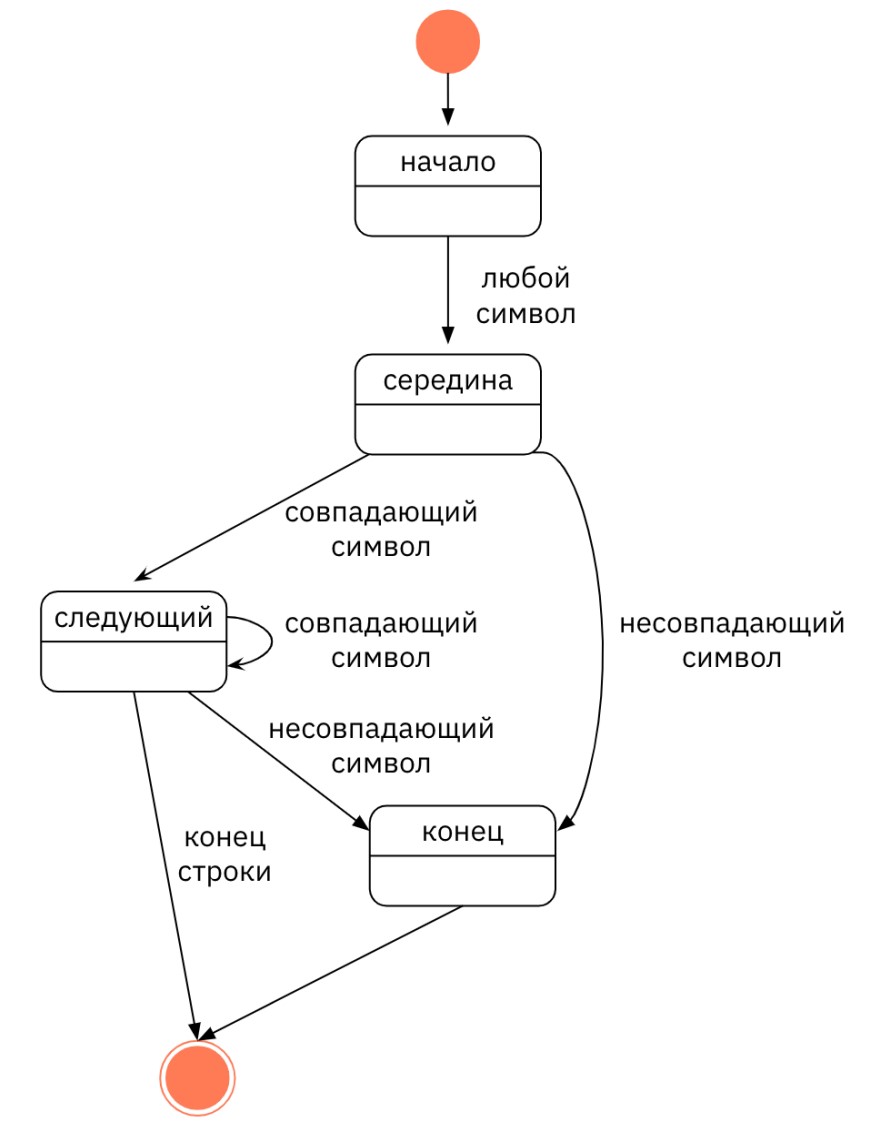 начало
любой
символ
середина
совпадающий
символ
следующий
совпадающий
символ
несовпадающий
символ
несовпадающий
символ
конец
конец
строки